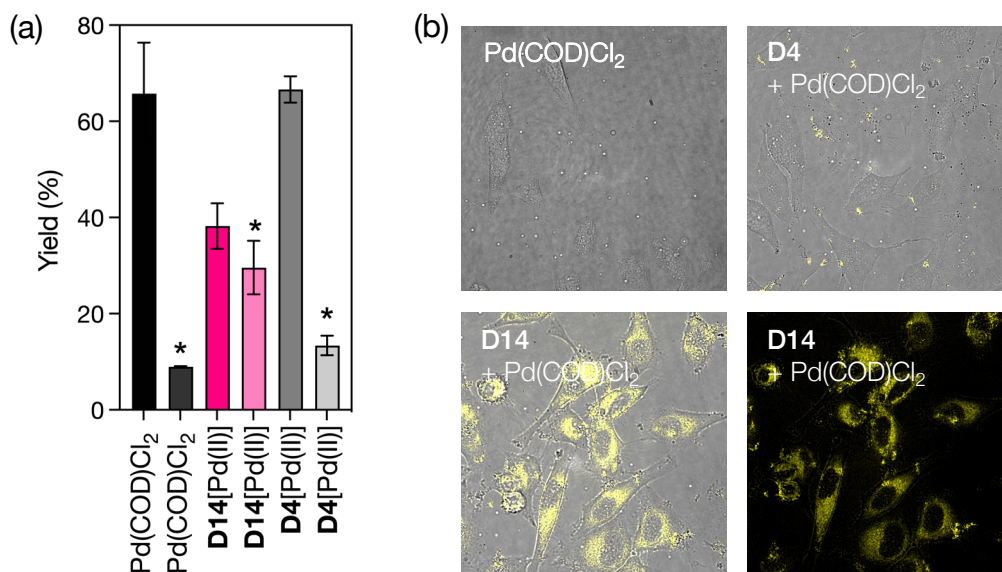 (a)
80
60
40
20
0
Yield (%)
*
*
*
Pd(COD)Cl₂
Pd(COD)Cl₂
D14[Pd(II)]
D14[Pd(II)]
D4[Pd(II)]
D4[Pd(II)]
(b)
Pd(COD)Cl₂
D4
+ Pd(COD)Cl₂
D14
+ Pd(COD)Cl₂
D14
+ Pd(COD)Cl₂